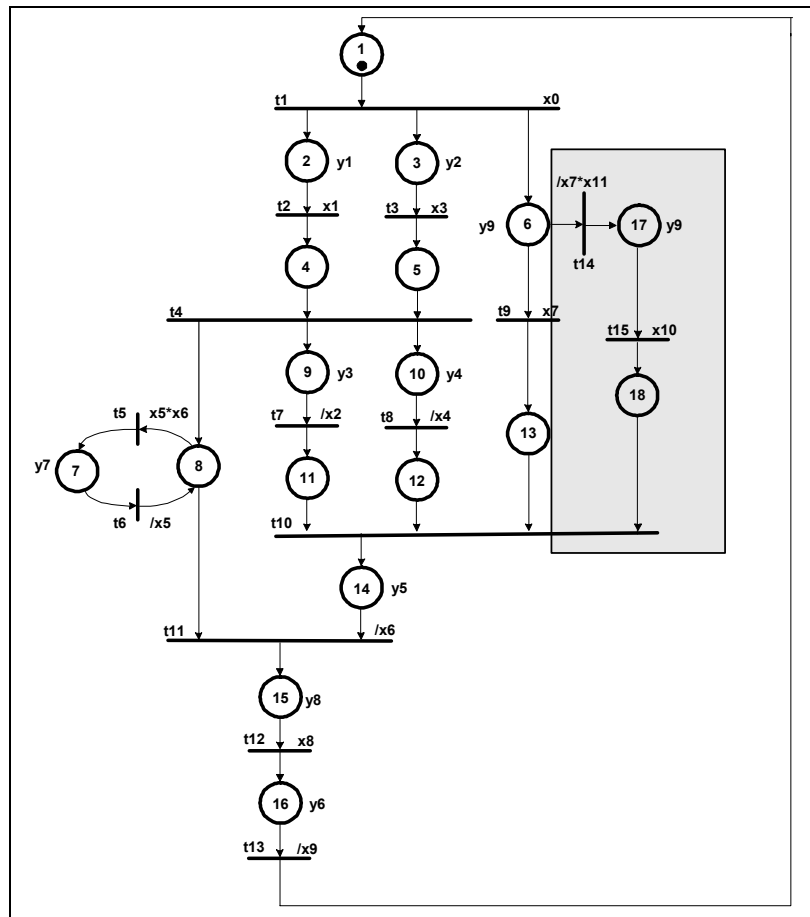 1
t1 x0
2 y1 3 y2
/x7*x11
t2 x1 t3 x3 y9 6 17 y9
t14
4 5
t4 t9 x7 t15 x10
9 y3 10 y4
18
t5 x5*x6 t7 /x2 t8 /x4
13
y7 7 8 11 12
t6 /x5
t10
14 y5
t11 /x6
15 y8
t12 x8
16 y6
t13 /x9